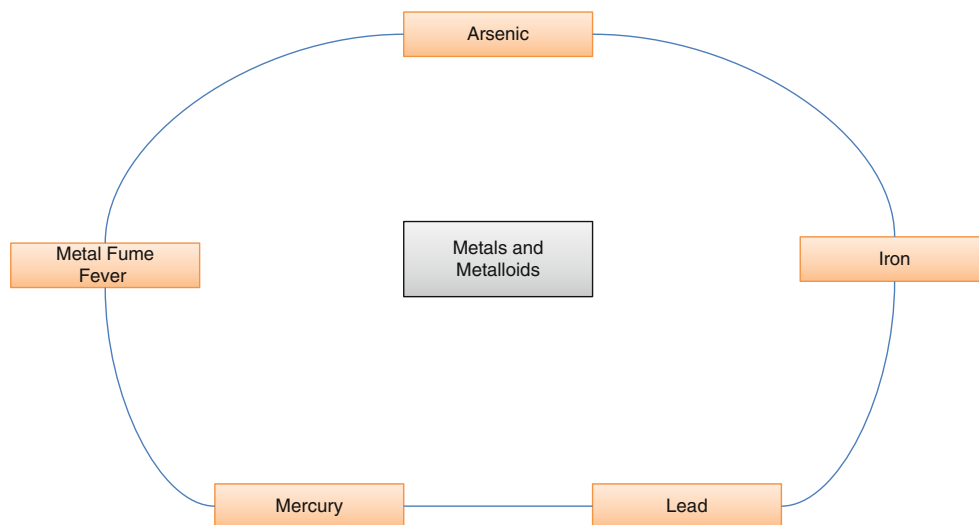 Arsenic
Metal Fume
Fever
Metals and
Metalloids
Iron
Mercury
Lead